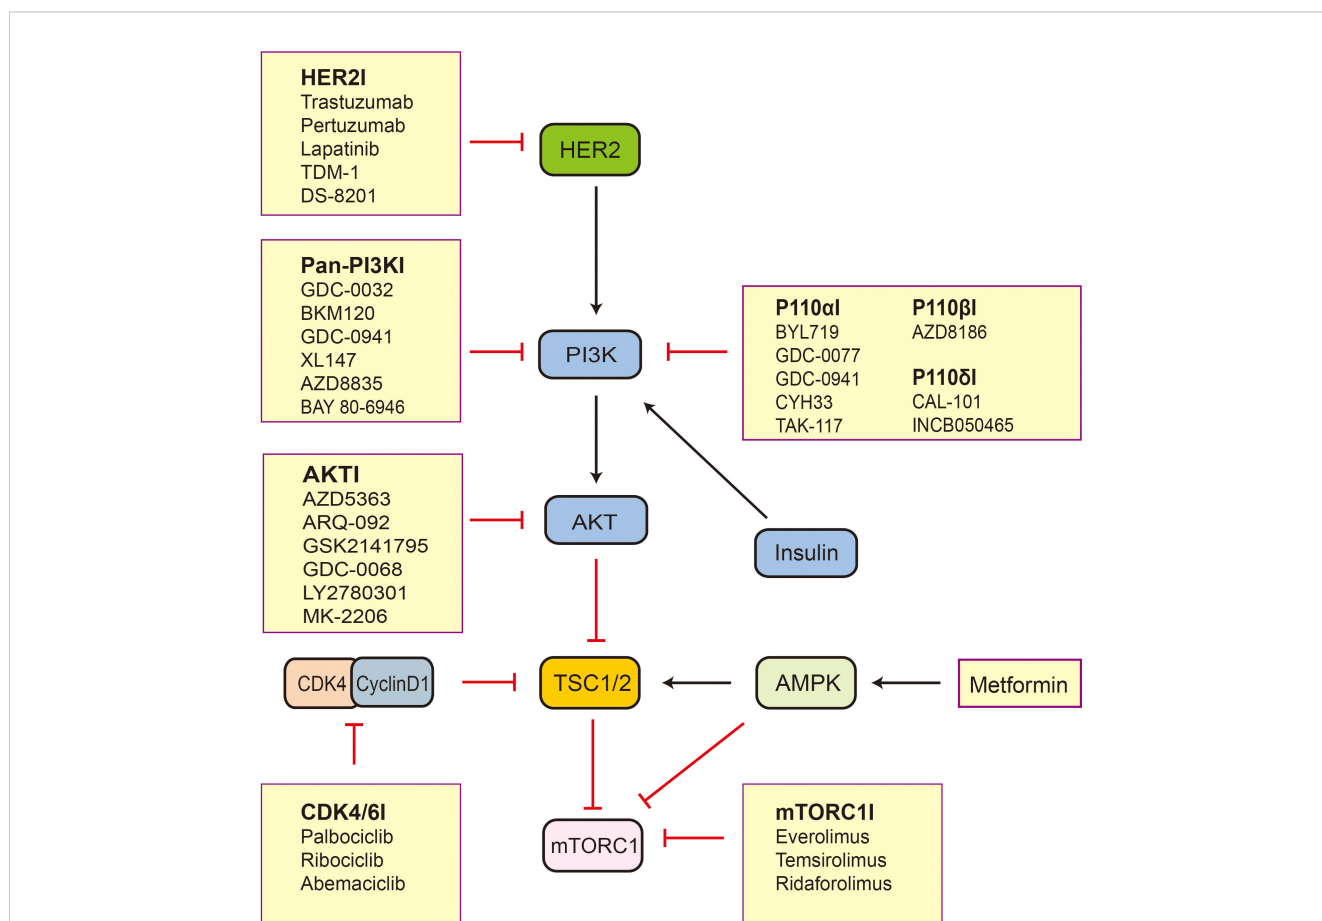 HER2I
Trastuzumab
Pertuzumab
Lapatinib
TDM-1
DS-8201
HER2
Pan-PI3KI
GDC-0032
BKM120
GDC-0941
XL147
AZD8835
BAY 80-6946
PI3K
P110αI
BYL719
GDC-0077
GDC-0941
CYH33
TAK-117
P110βI
AZD8186
P110δI
CAL-101
INCB050465
AKTI
AZD5363
ARQ-092
GSK2141795
GDC-0068
LY2780301
MK-2206
AKT
Insulin
CDK4
CyclinD1
TSC1/2
AMPK
Metformin
CDK4/6I
Palbociclib
Ribociclib
Abemaciclib
mTORC1
mTORC1I
Everolimus
Temsirolimus
Ridaforolimus